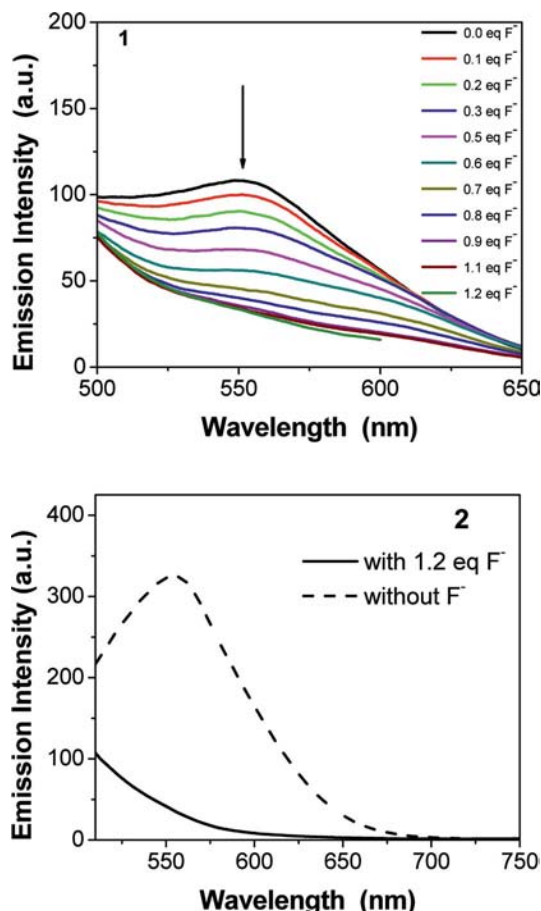 1
200
150
100
50
0
Emission Intensity (a.u.)
0.0 eq F⁻
0.1 eq F⁻
0.2 eq F⁻
0.3 eq F⁻
0.5 eq F⁻
0.6 eq F⁻
0.7 eq F⁻
0.8 eq F⁻
0.9 eq F⁻
1.1 eq F⁻
1.2 eq F⁻
500 550 600 650
Wavelength (nm)
2
400
300
200
100
0
Emission Intensity (a.u.)
with 1.2 eq F⁻
without F⁻
550 600 650 700 750
Wavelength (nm)